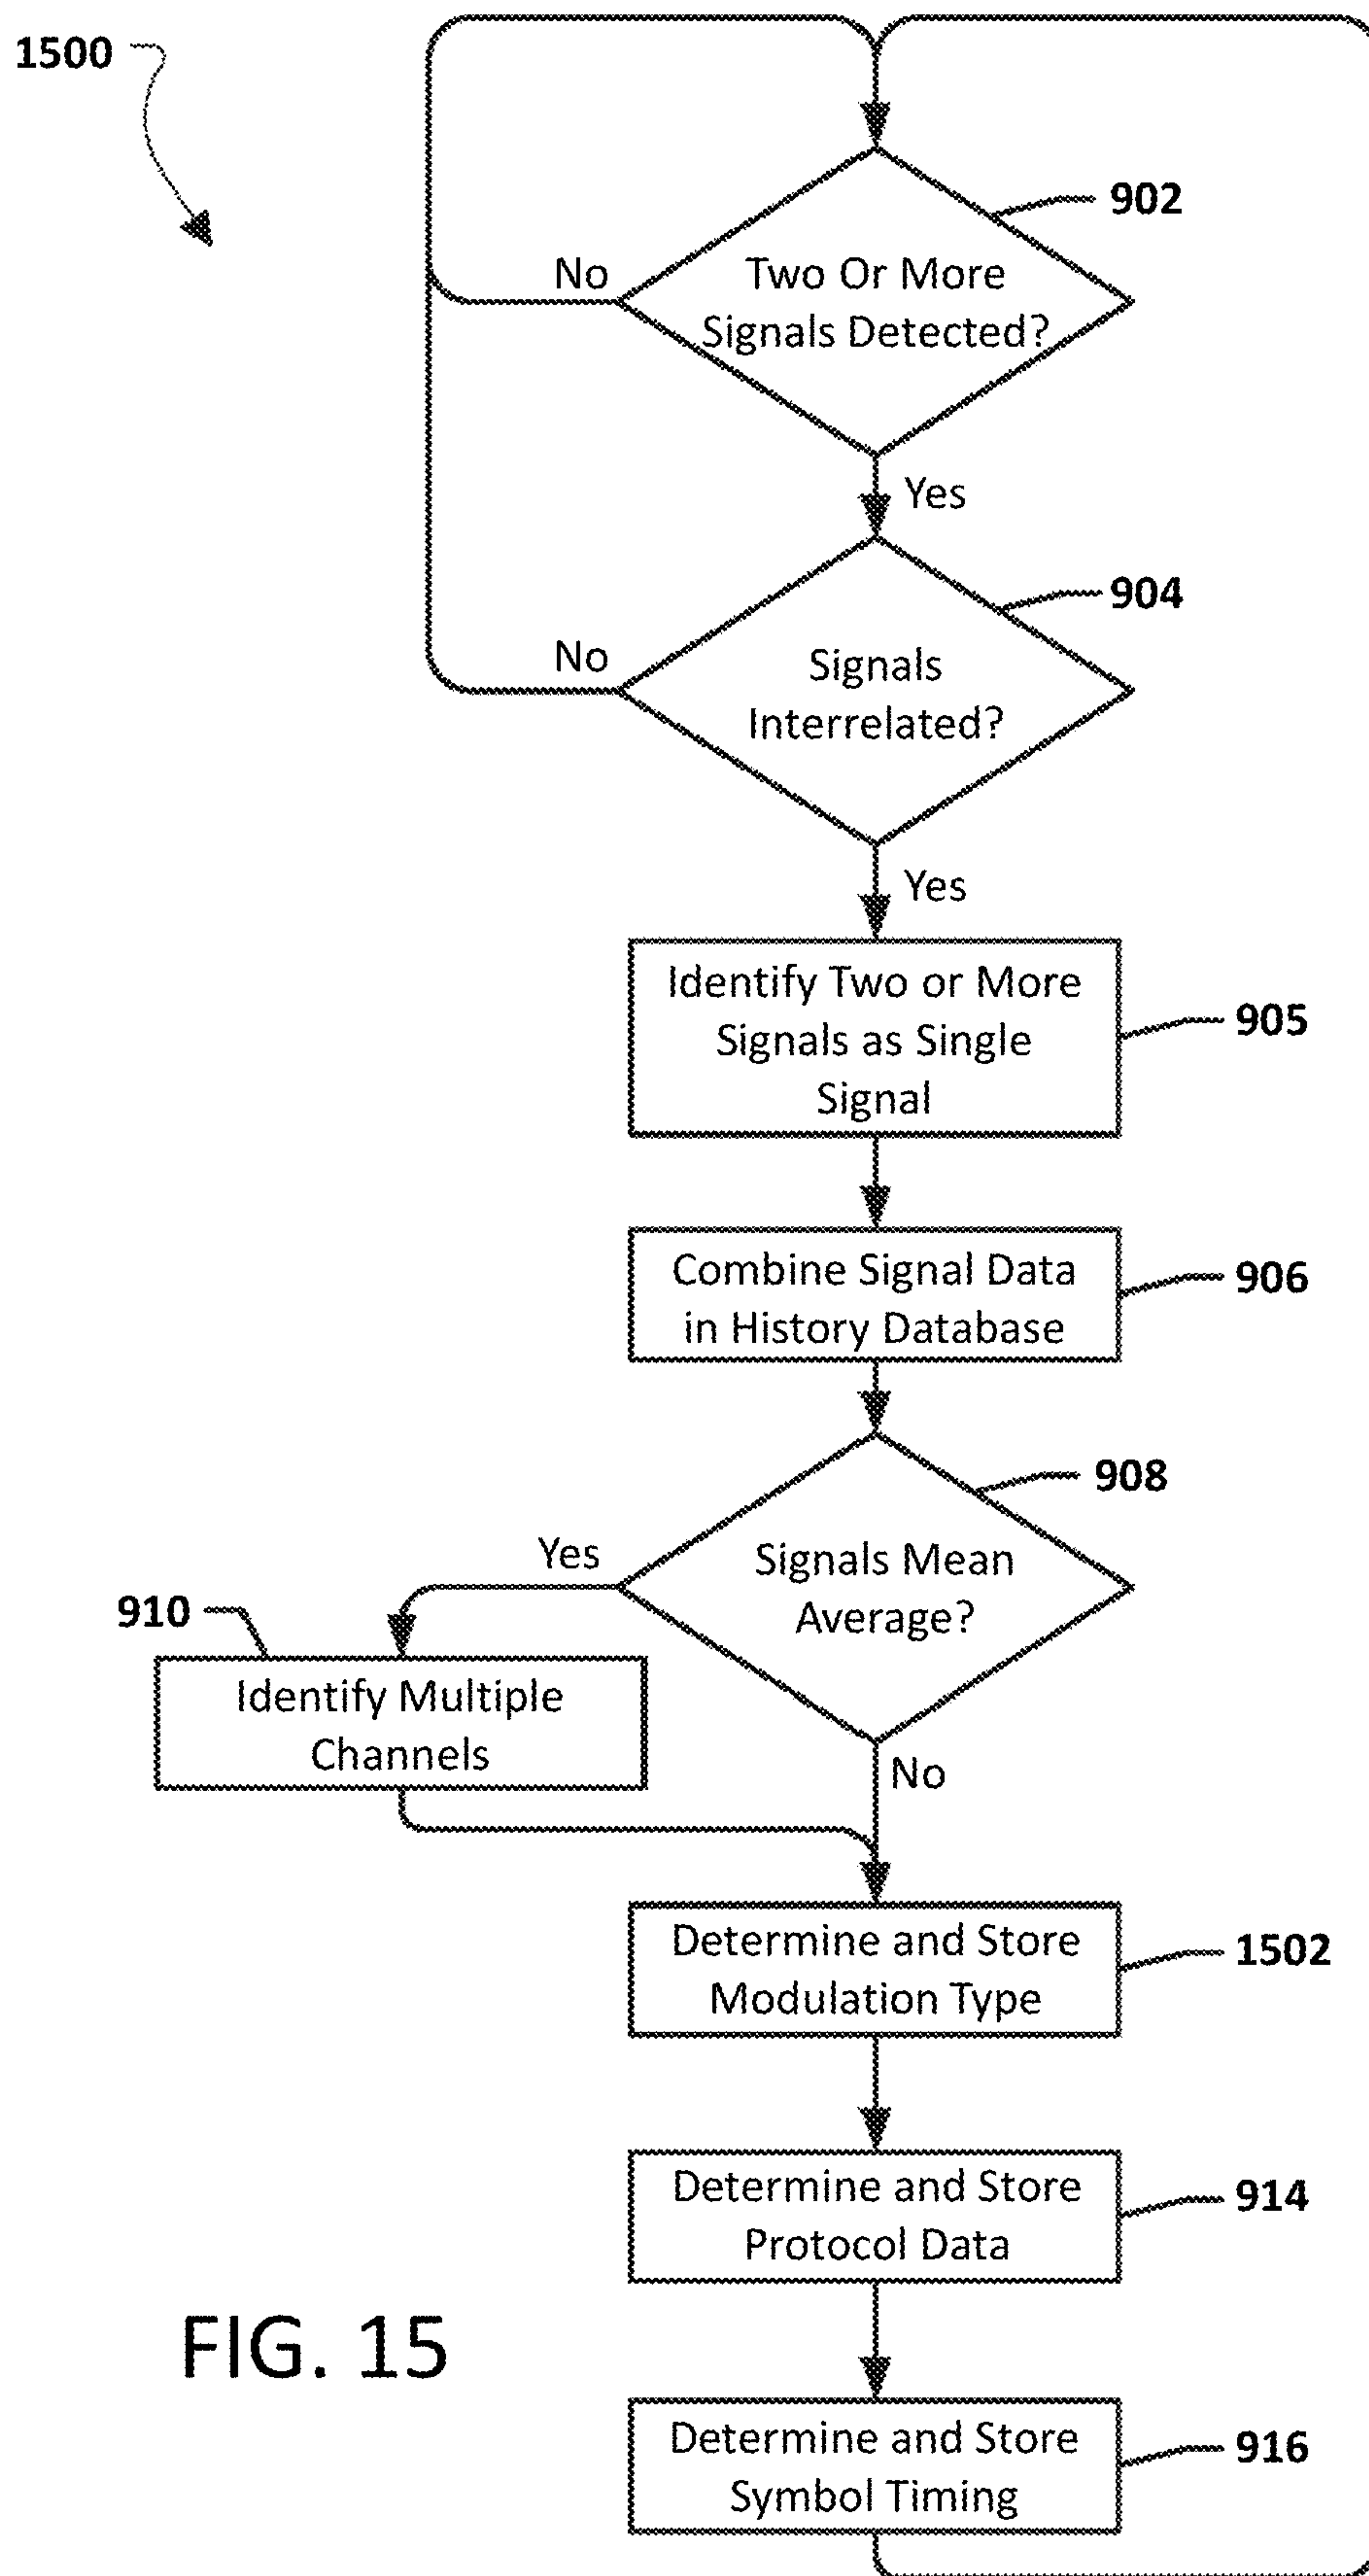 1500
902
No
Two Or More
Signals Detected?
Yes
904
No
Signals
Interrelated?
Yes
Identify Two or More
Signals as Single
Signal
905
Combine Signal Data
in History Database
906
908
Yes
Signals Mean
Average?
910
Identify Multiple
Channels
No
Determine and Store
Modulation Type
1502
Determine and Store
Protocol Data
914
FIG. 15
Determine and Store
Symbol Timing
916